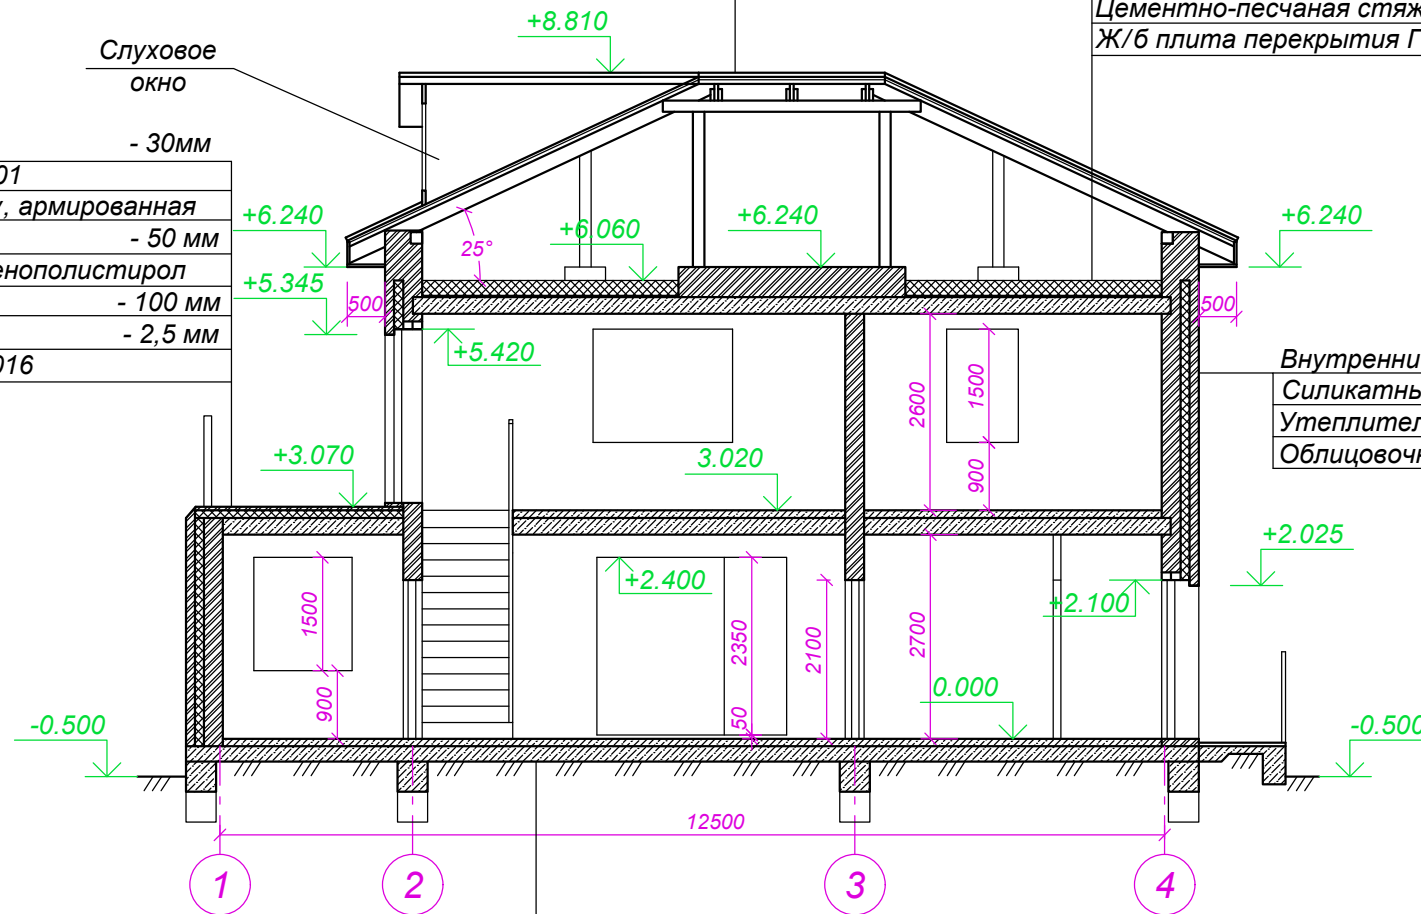 +8.810
Цементно-песчаная стяж
Ж/б плита перекрытия П
Слуховое
окно
- 30мм
01
, армированная
- 50 мм
енополистирол
- 100 мм
- 2,5 мм
016
+6.240
+5.345
500
25°
+6.060
+6.240
+6.240
500
+5.420
2600
1500
900
Внутренни
Силикатны
Утеплител
Облицовочн
+3.070
3.020
+2.025
+2.400
+2.100
1500
900
2350
50
2100
2700
0.000
-0.500
-0.500
12500
1
2
3
4